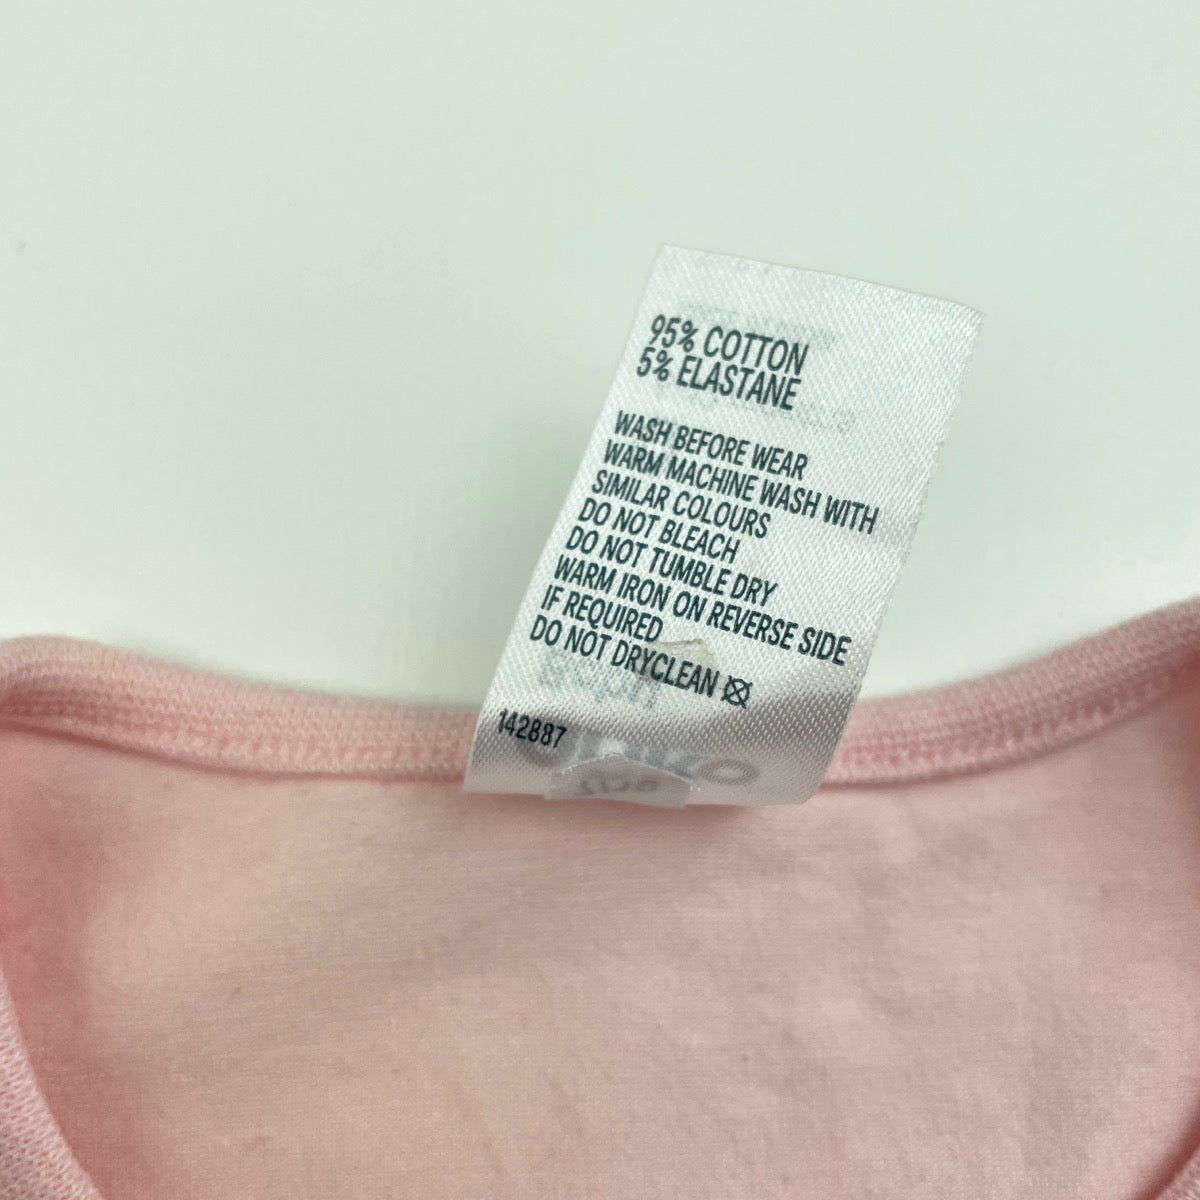 95% COTTON
5% ELASTANE
WASH BEFORE WEAR
WARM MACHINE WASH WITH
SIMILAR COLOURS
DO NOT BLEACH
DO NOT TUMBLE DRY
WARM IRON ON REVERSE SIDE
IF REQUIRED
DO NOT DRYCLEAN
142887